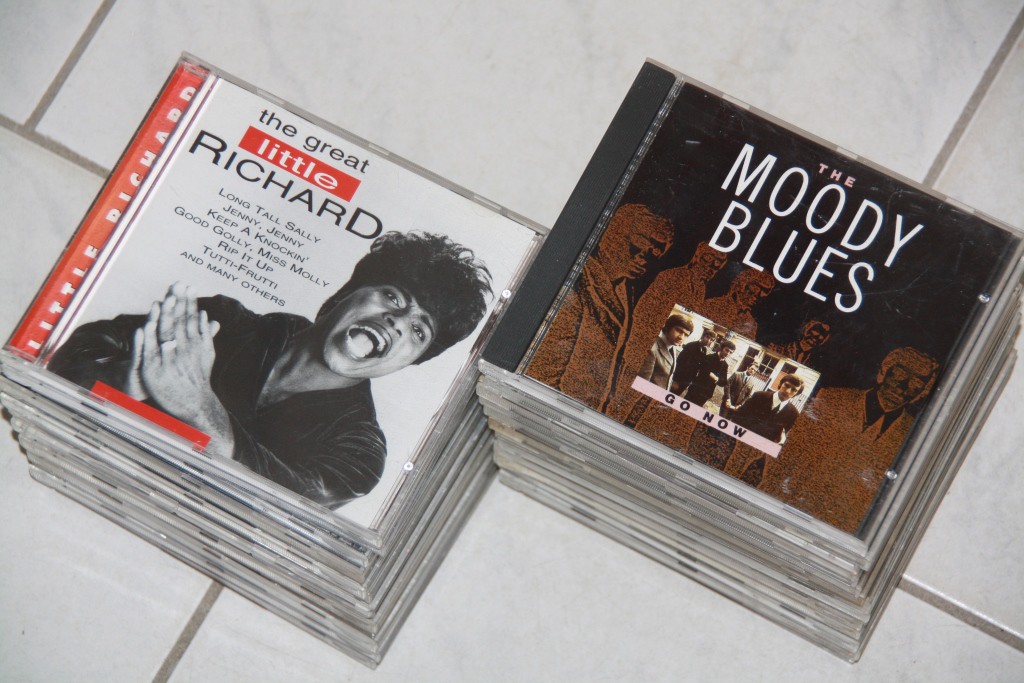 LITTLE RICHARD
the great
little
RICHARD
LONG TALL SALLY
JENNY, JENNY
KEEP A KNOCKIN'
GOOD GOLLY, MISS MOLLY
RIP IT UP
TUTTI-FRUTTI
AND MANY OTHERS
THE
MOODY
BLUES
GO NOW